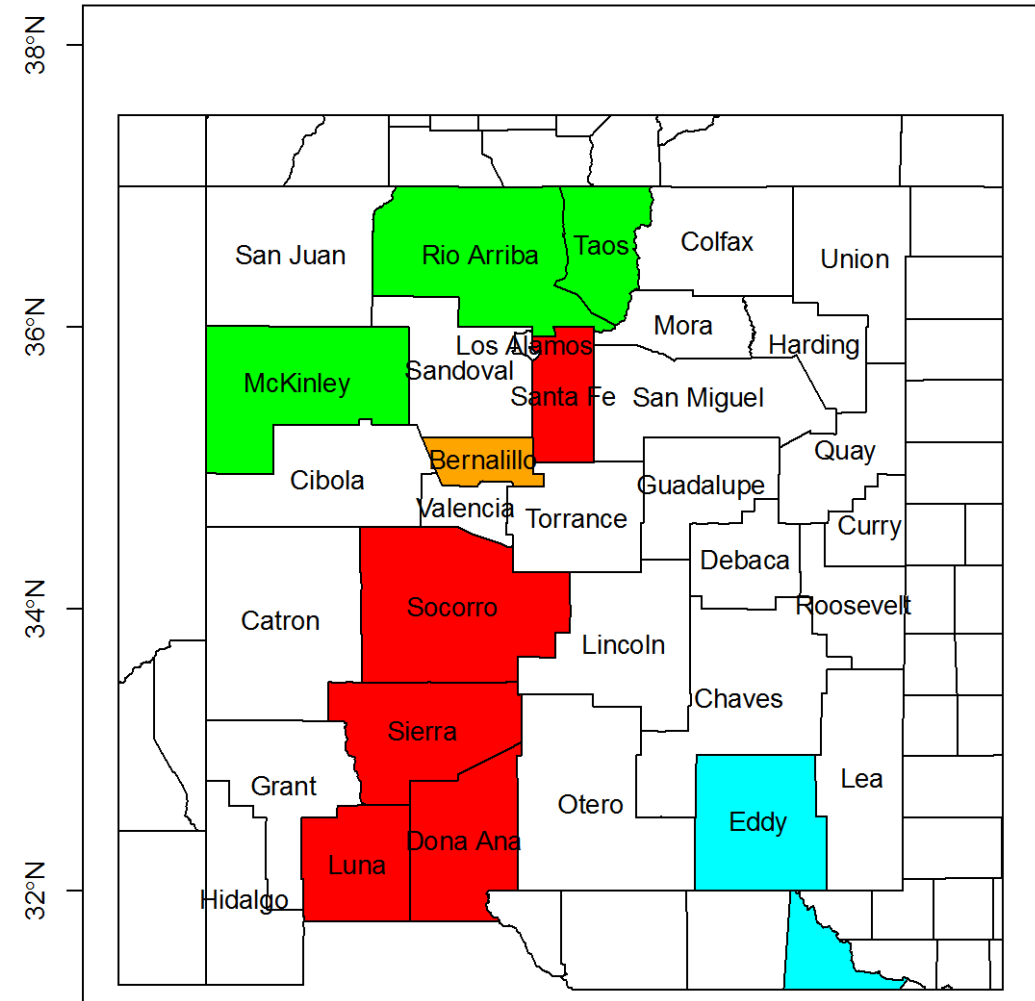 38°N
36°N
34°N
32°N
San Juan
Rio Arriba
Taos
Colfax
Union
Mora
Harding
Los Alamos
Sandoval
McKinley
Santa Fe
San Miguel
Quay
Bernalillo
Cibola
Guadalupe
Valencia
Torrance
Curry
Debaca
Roosevelt
Socorro
Catron
Lincoln
Chaves
Sierra
Grant
Lea
Otero
Eddy
Dona Ana
Luna
Hidalgo